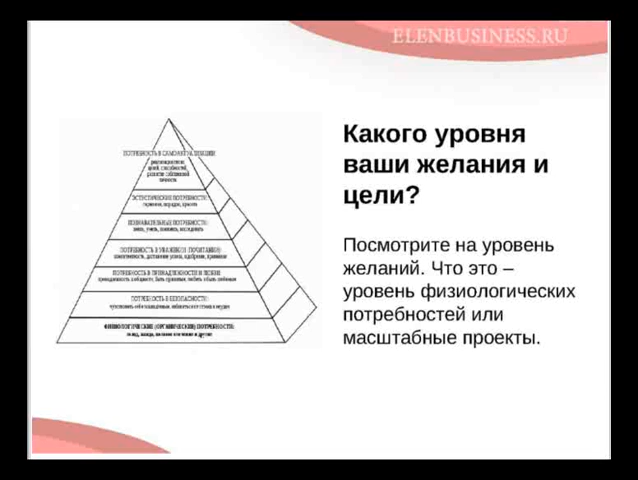 ELENBUSINESS.RU
Какого уровня
ваши желания и
цели?
Посмотрите на уровень
желаний. Что это –
уровень физиологических
потребностей или
масштабные проекты.
ПОТРЕБНОСТЬ В САМОАКТУАЛИЗАЦИИ:
ЭСТЕТИЧЕСКИЕ ПОТРЕБНОСТИ:
гармония, порядок, красота
ПОЗНАВАТЕЛЬНЫЕ ПОТРЕБНОСТИ:
ПОТРЕБНОСТЬ В УВАЖЕНИИ (ПОЧИТАНИИ):
ПОТРЕБНОСТЬ В ПРИНАДЛЕЖНОСТИ И ЛЮБВИ:
ПОТРЕБНОСТЬ В БЕЗОПАСНОСТИ:
ФИЗИОЛОГИЧЕСКИЕ (ОРГАНИЧЕСКИЕ) ПОТРЕБНОСТИ: